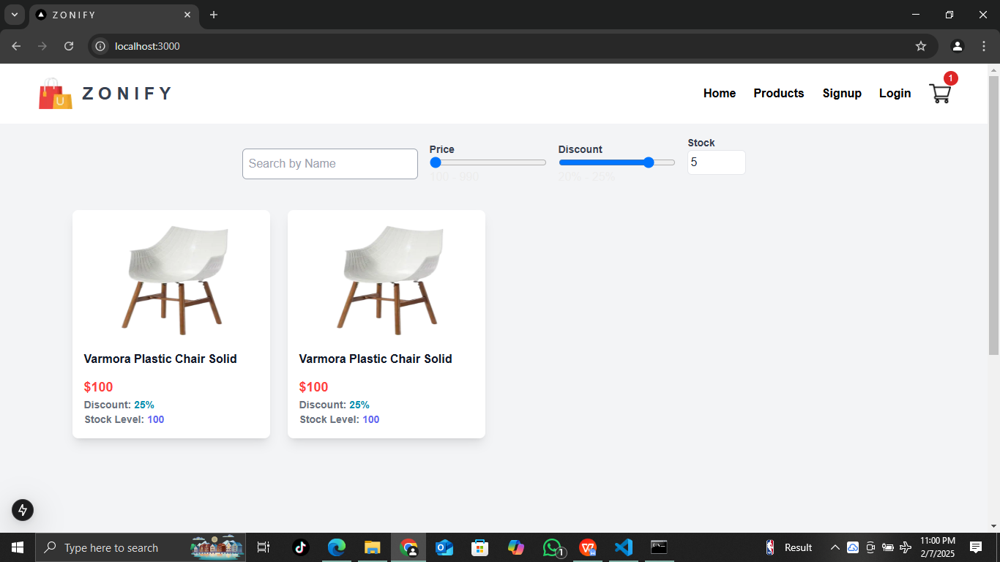 Z O N I F Y
localhost:3000
Z O N I F Y
Home Products Signup Login 1
Search by Name
Price
100 - 990
Discount
20% - 25%
Stock
5
Varmora Plastic Chair Solid
$100
Discount: 25%
Stock Level: 100
Varmora Plastic Chair Solid
$100
Discount: 25%
Stock Level: 100
Type here to search
1
Result
11:00 PM
2/7/2025